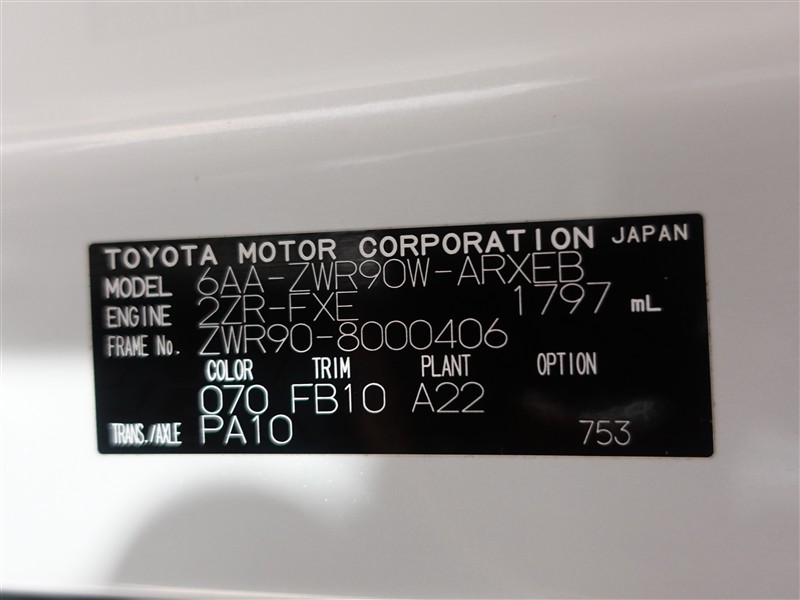 TOYOTA MOTOR CORPORATION JAPAN
MODEL 6AA-ZWR90W-ARXEB
ENGINE 2ZR-FXE 1797 mL
FRAME No. ZWR90-8000406
COLOR TRIM PLANT OPTION
070 FB10 A22
TRANS./AXLE PA10 753